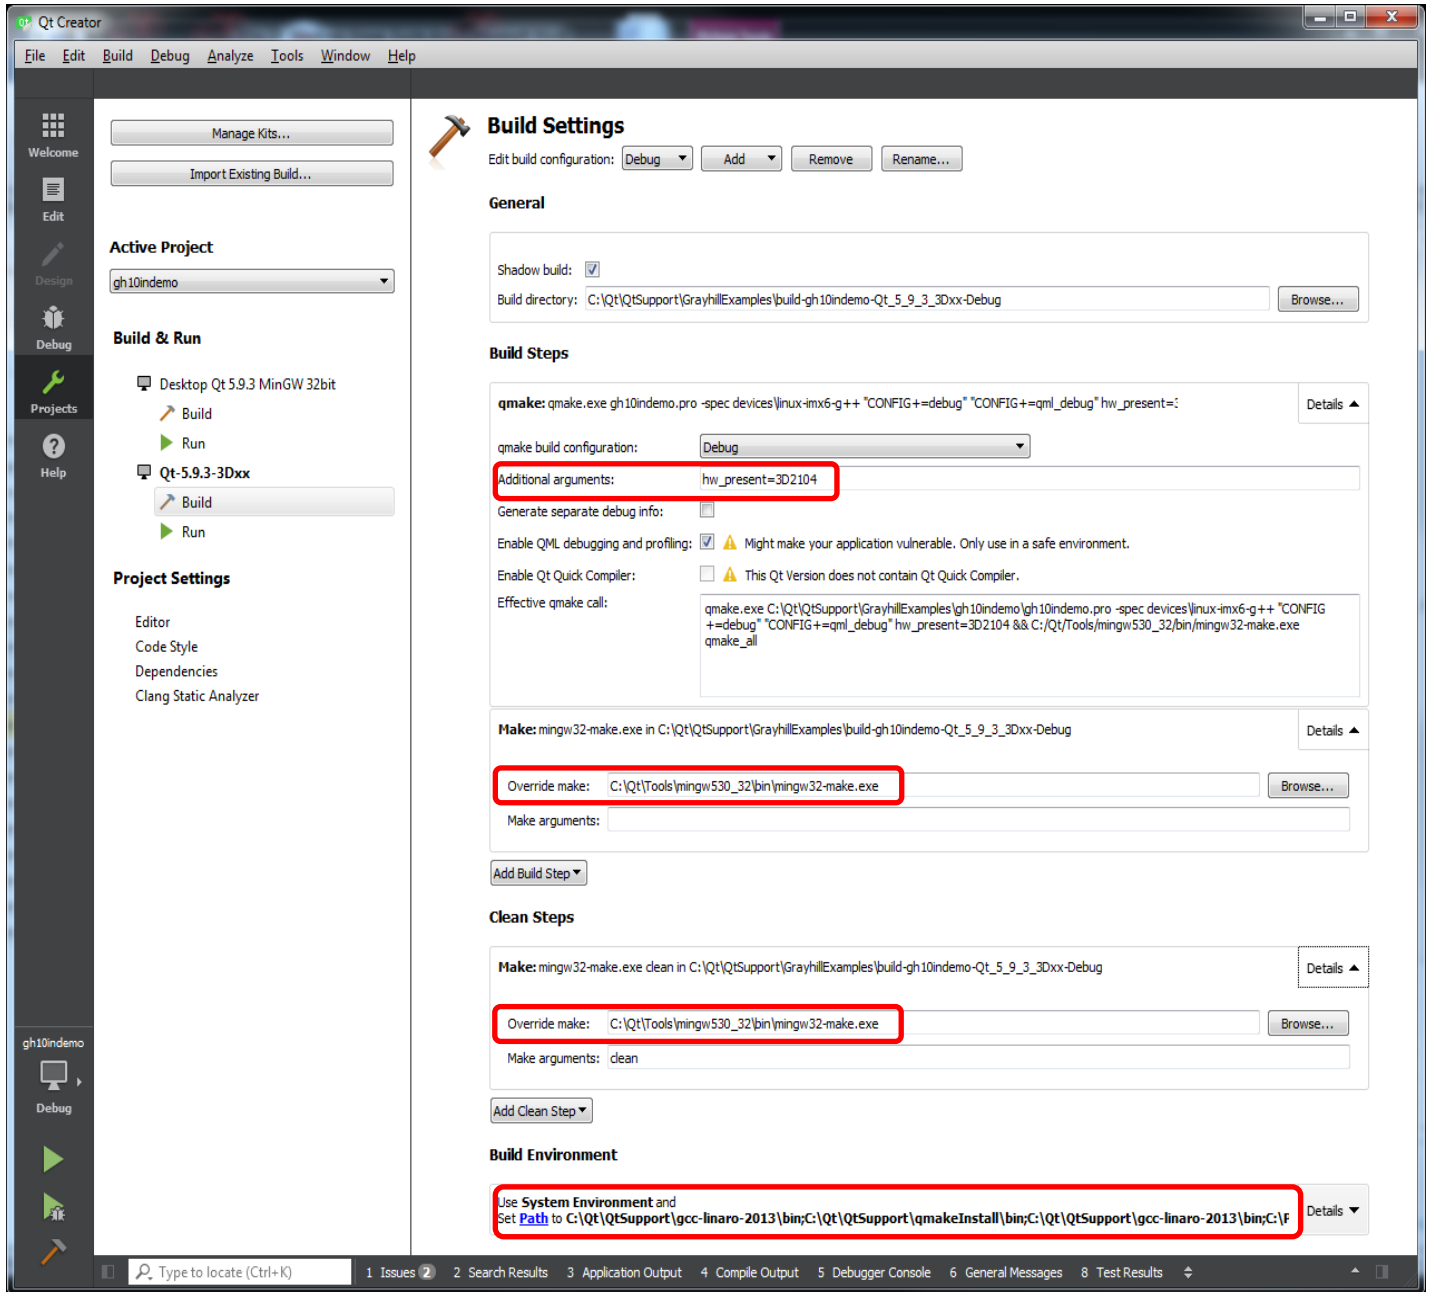 Qt Creator
File Edit Build Debug Analyze Tools Window Help
Welcome
Edit
Design
Debug
Projects
Help
Manage Kits...
Import Existing Build...
Active Project
gh10indemo
Build & Run
Desktop Qt 5.9.3 MinGW 32bit
Build
Run
Qt-5.9.3-3Dxx
Build
Run
Project Settings
Editor
Code Style
Dependencies
Clang Static Analyzer
Build Settings
Edit build configuration: Debug Add Remove Rename...
General
Shadow build:
Build directory: C:\Qt\QtSupport\GrayhillExamples\build-gh10indemo-Qt_5_9_3_3Dxx-Debug Browse...
Build Steps
qmake: qmake.exe gh10indemo.pro -spec devices\linux-imx6-g++ "CONFIG+=debug" "CONFIG+=qml_debug" hw_present=3 Details
qmake build configuration: Debug
Additional arguments: hw_present=3D2104
Generate separate debug info:
Enable QML debugging and profiling: Might make your application vulnerable. Only use in a safe environment.
Enable Qt Quick Compiler: This Qt Version does not contain Qt Quick Compiler.
Effective qmake call: qmake.exe C:\Qt\QtSupport\GrayhillExamples\gh10indemo\gh10indemo.pro -spec devices\linux-imx6-g++ "CONFIG
+=debug" "CONFIG+=qml_debug" hw_present=3D2104 && C:/Qt/Tools/mingw530_32/bin/mingw32-make.exe
qmake_all
Make: mingw32-make.exe in C:\Qt\QtSupport\GrayhillExamples\build-gh10indemo-Qt_5_9_3_3Dxx-Debug Details
Override make: C:\Qt\Tools\mingw530_32\bin\mingw32-make.exe Browse...
Make arguments:
Add Build Step
Clean Steps
Make: mingw32-make.exe clean in C:\Qt\QtSupport\GrayhillExamples\build-gh10indemo-Qt_5_9_3_3Dxx-Debug Details
Override make: C:\Qt\Tools\mingw530_32\bin\mingw32-make.exe Browse...
Make arguments: clean
Add Clean Step
Build Environment
Use System Environment and
Set Path to C:\Qt\QtSupport\gcc-linaro-2013\bin;C:\Qt\QtSupport\qmakeInstall\bin;C:\Qt\QtSupport\gcc-linaro-2013\bin;C:\ Details
gh10indemo
Debug
Type to locate (Ctrl+K) 1 Issues 2 2 Search Results 3 Application Output 4 Compile Output 5 Debugger Console 6 General Messages 8 Test Results